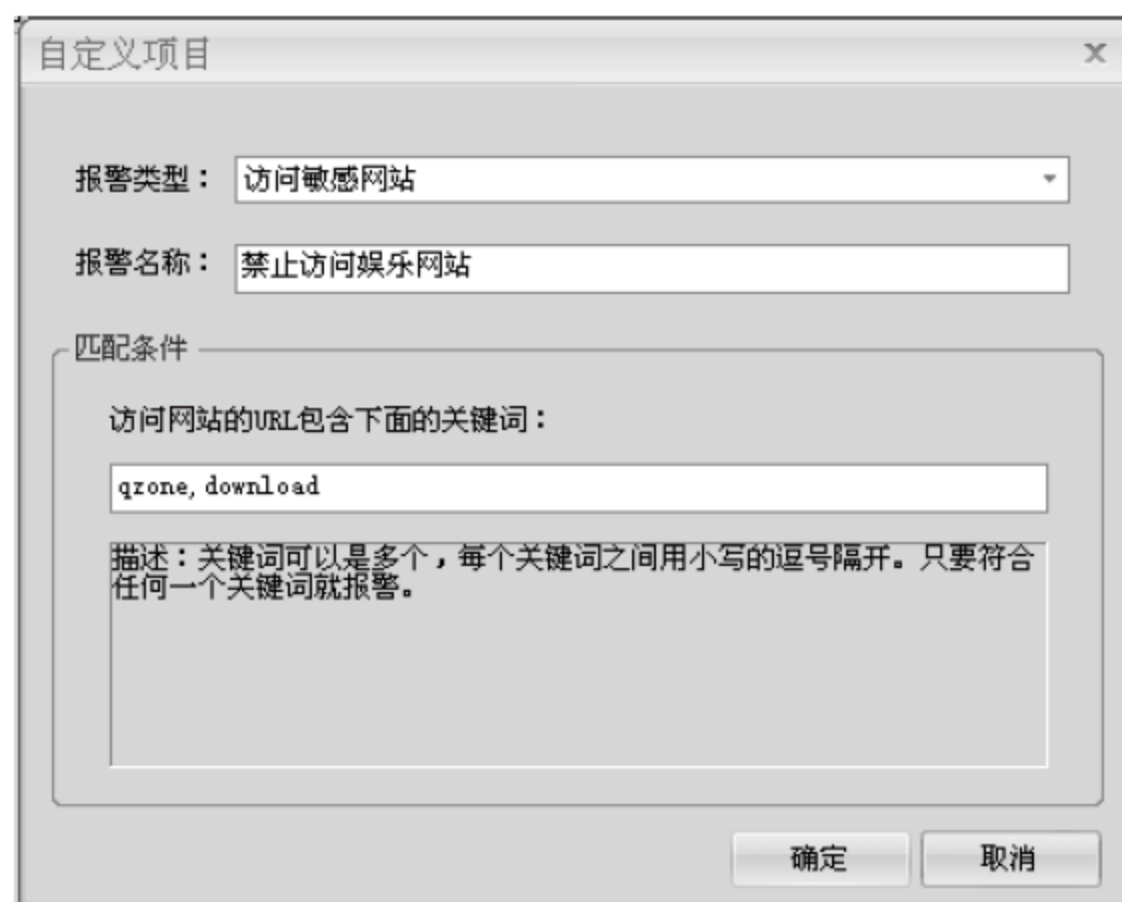 自定义项目
报警类型：访问敏感网站
报警名称：禁止访问娱乐网站
匹配条件
访问网站的URL包含下面的关键词：
qzone,download
描述：关键词可以是多个，每个关键词之间用小写的逗号隔开。只要符合
任何一个关键词就报警。
确定 取消